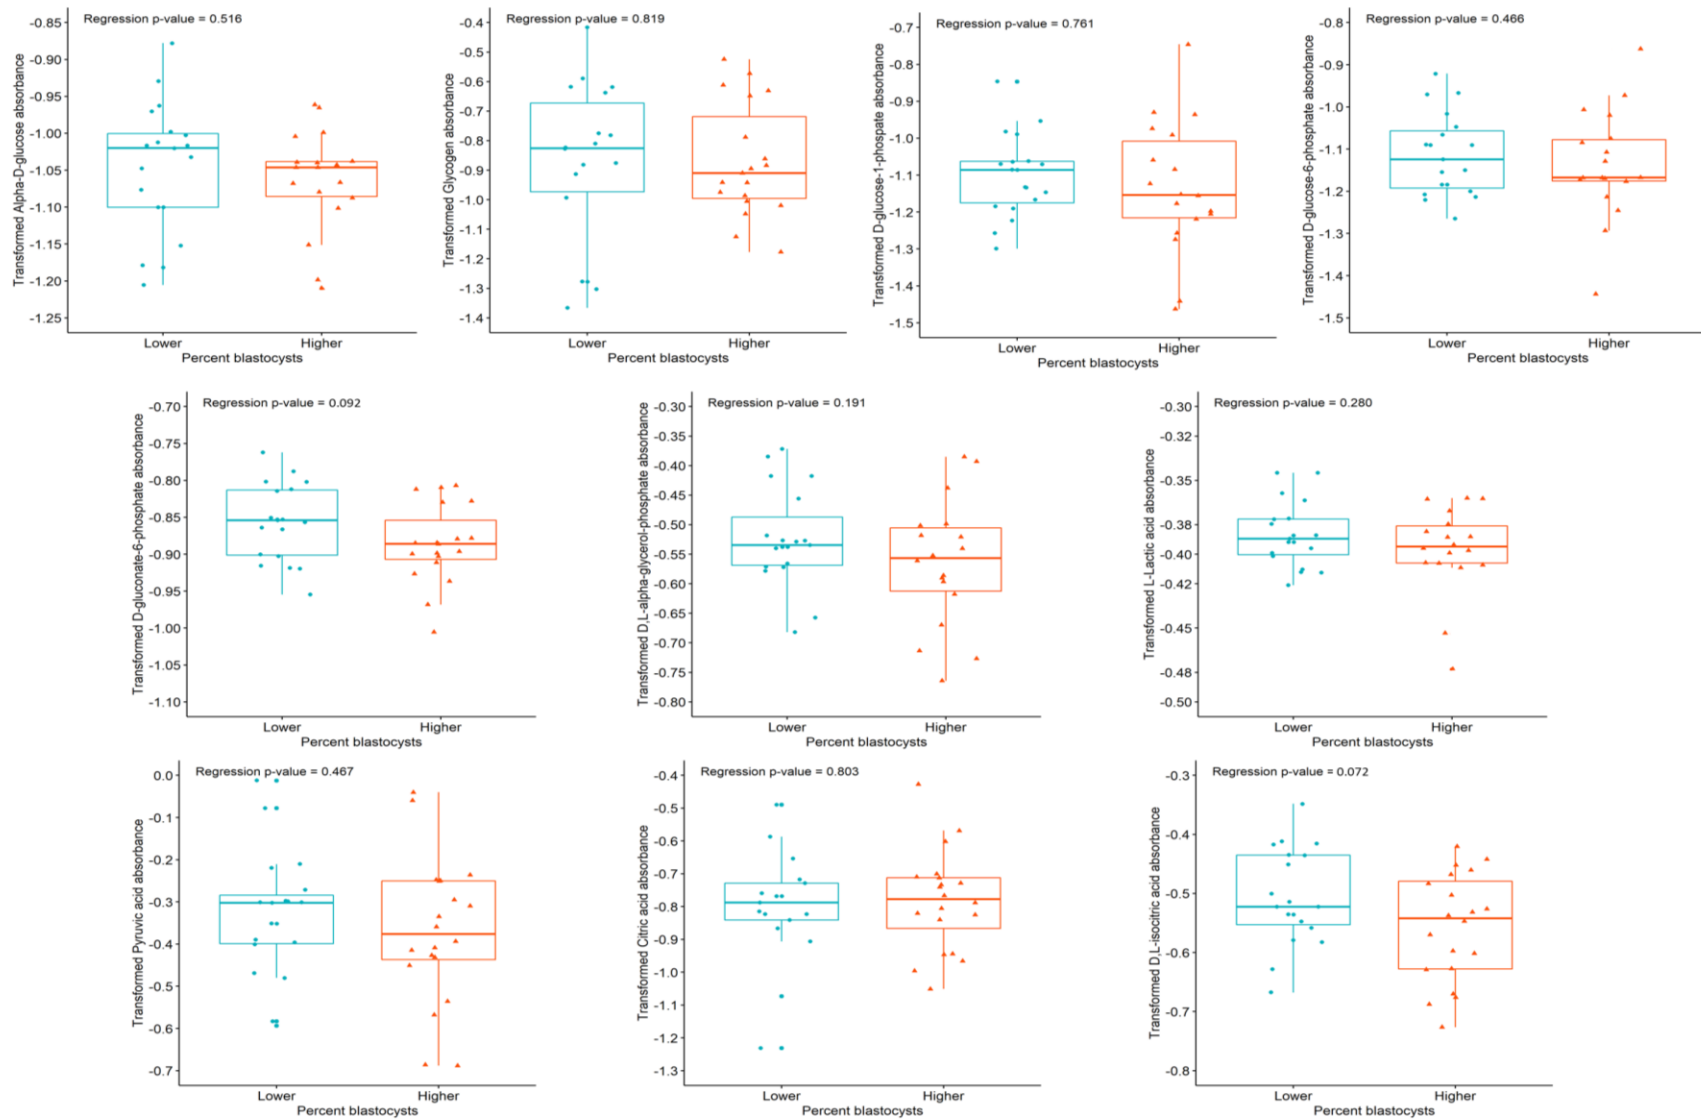 Regression p-value = 0.516
Transformed Alpha-D-glucose absorbance
-0.85
-0.90
-0.95
-1.00
-1.05
-1.10
-1.15
-1.20
-1.25
Lower Higher
Percent blastocysts
Regression p-value = 0.819
Transformed Glycogen absorbance
-0.4
-0.5
-0.6
-0.7
-0.8
-0.9
-1.0
-1.1
-1.2
-1.3
-1.4
Lower Higher
Percent blastocysts
Regression p-value = 0.761
Transformed D-glucose-1-phospate absorbance
-0.7
-0.8
-0.9
-1.0
-1.1
-1.2
-1.3
-1.4
-1.5
Lower Higher
Percent blastocysts
Regression p-value = 0.466
Transformed D-glucose-6-phosphate absorbance
-0.8
-0.9
-1.0
-1.1
-1.2
-1.3
-1.4
-1.5
Lower Higher
Percent blastocysts
Regression p-value = 0.092
Transformed D-gluconate-6-phosphate absorbance
-0.70
-0.75
-0.80
-0.85
-0.90
-0.95
-1.00
-1.05
-1.10
Lower Higher
Percent blastocysts
Regression p-value = 0.191
Transformed D,L-alpha-glycerol-phosphate absorbance
-0.30
-0.35
-0.40
-0.45
-0.50
-0.55
-0.60
-0.65
-0.70
-0.75
-0.80
Lower Higher
Percent blastocysts
Regression p-value = 0.280
Transformed L-Lactic acid absorbance
-0.30
-0.32
-0.35
-0.38
-0.40
-0.42
-0.45
-0.48
-0.50
Lower Higher
Percent blastocysts
Regression p-value = 0.467
Transformed Pyruvic acid absorbance
0.0
-0.1
-0.2
-0.3
-0.4
-0.5
-0.6
-0.7
Lower Higher
Percent blastocysts
Regression p-value = 0.803
Transformed Citric acid absorbance
-0.4
-0.5
-0.6
-0.7
-0.8
-0.9
-1.0
-1.1
-1.2
-1.3
Lower Higher
Percent blastocysts
Regression p-value = 0.072
Transformed D,L-isocitric acid absorbance
-0.3
-0.4
-0.5
-0.6
-0.7
-0.8
Lower Higher
Percent blastocysts